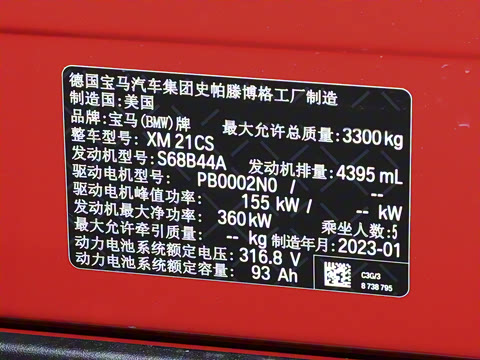 德国宝马汽车集团史帕滕博格工厂制造
制造国: 美国
品牌: 宝马(BMW)牌 最大允许总质量: 3300 kg
整车型号: XM 21CS
发动机型号: S68B44A 发动机排量: 4395 mL
驱动电机型号: PB0002N0 / --
驱动电机峰值功率: 155 kW / -- kW
发动机最大净功率: 360 kW 乘坐人数: 5
最大允许牵引质量: -- kg 制造年月: 2023-01
动力电池系统额定电压: 316.8 V
动力电池系统额定容量: 93 Ah
C3G/3
8 738 795